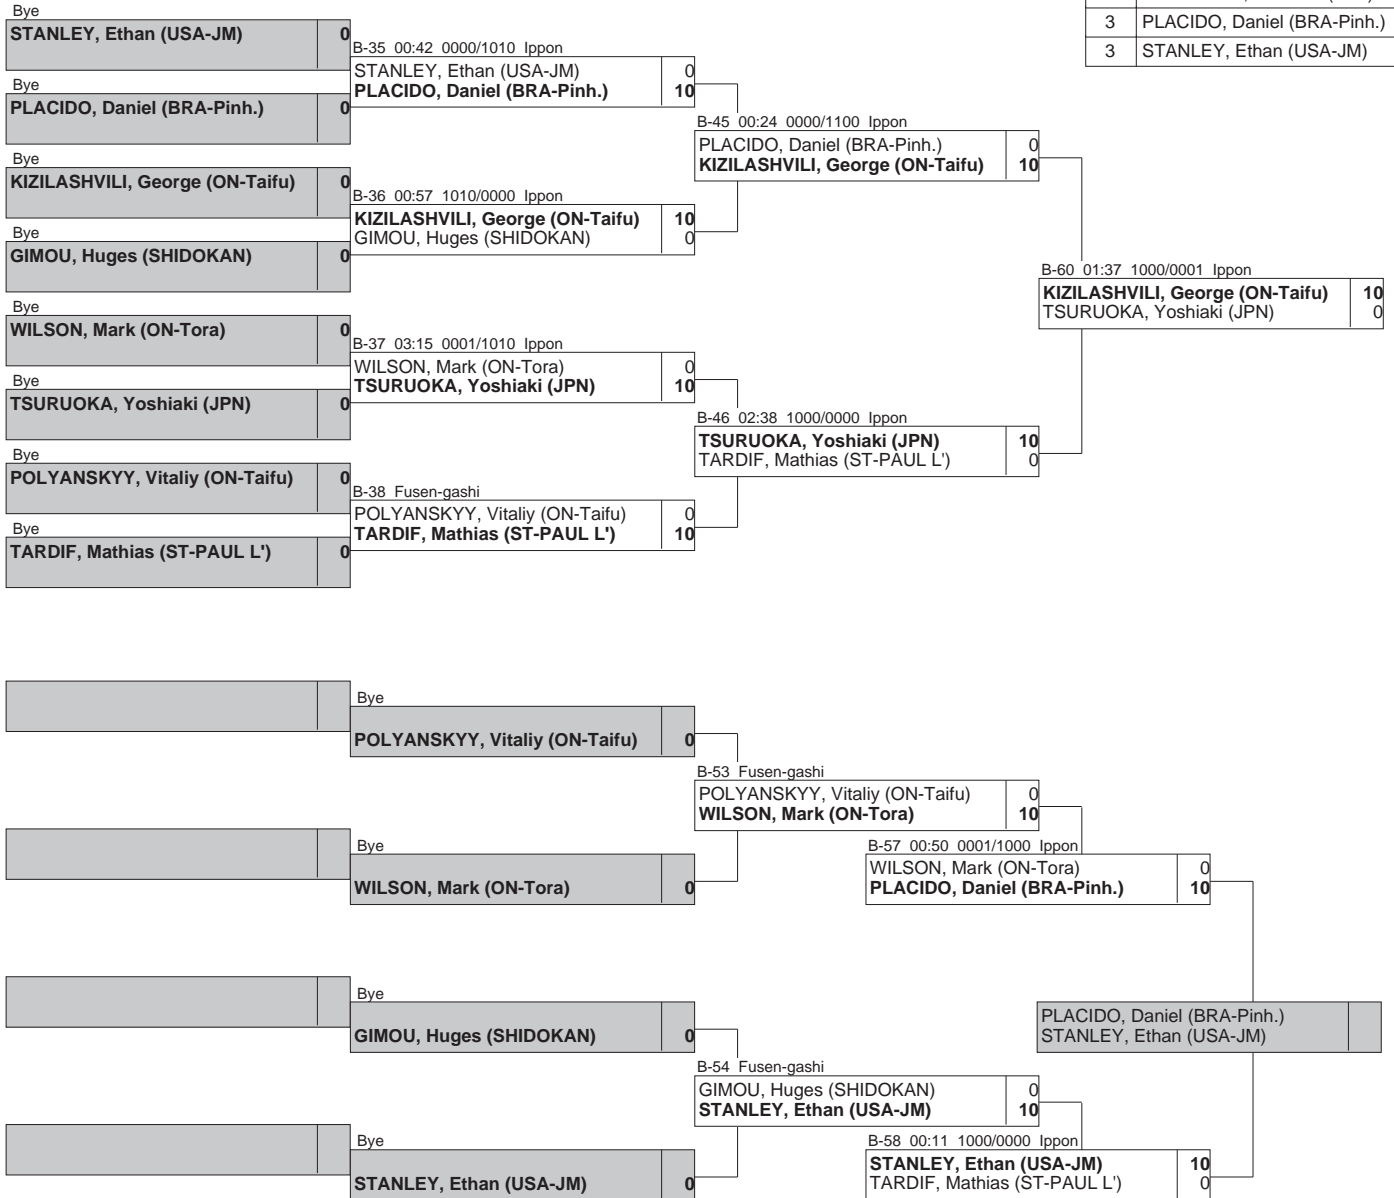 Bye
STANLEY, Ethan (USA-JM) 0
Bye
PLACIDO, Daniel (BRA-Pinh.) 0
Bye
KIZILASHVILI, George (ON-Taifu) 0
Bye
GIMOU, Huges (SHIDOKAN) 0
Bye
WILSON, Mark (ON-Tora) 0
Bye
TSURUOKA, Yoshiaki (JPN) 0
Bye
POLYANSKYY, Vitaliy (ON-Taifu) 0
Bye
TARDIF, Mathias (ST-PAUL L') 0
B-35 00:42 0000/1010 Ippon
STANLEY, Ethan (USA-JM) 0
PLACIDO, Daniel (BRA-Pinh.) 10
B-36 00:57 1010/0000 Ippon
KIZILASHVILI, George (ON-Taifu) 10
GIMOU, Huges (SHIDOKAN) 0
B-37 03:15 0001/1010 Ippon
WILSON, Mark (ON-Tora) 0
TSURUOKA, Yoshiaki (JPN) 10
B-38 Fusen-gashi
POLYANSKYY, Vitaliy (ON-Taifu) 0
TARDIF, Mathias (ST-PAUL L') 10
B-45 00:24 0000/1100 Ippon
PLACIDO, Daniel (BRA-Pinh.) 0
KIZILASHVILI, George (ON-Taifu) 10
B-46 02:38 1000/0000 Ippon
TSURUOKA, Yoshiaki (JPN) 10
TARDIF, Mathias (ST-PAUL L') 0
B-60 01:37 1000/0001 Ippon
KIZILASHVILI, George (ON-Taifu) 10
TSURUOKA, Yoshiaki (JPN) 0
3 PLACIDO, Daniel (BRA-Pinh.)
3 STANLEY, Ethan (USA-JM)
Bye
POLYANSKYY, Vitaliy (ON-Taifu) 0
Bye
WILSON, Mark (ON-Tora) 0
Bye
GIMOU, Huges (SHIDOKAN) 0
Bye
STANLEY, Ethan (USA-JM) 0
B-53 Fusen-gashi
POLYANSKYY, Vitaliy (ON-Taifu) 0
WILSON, Mark (ON-Tora) 10
B-57 00:50 0001/1000 Ippon
WILSON, Mark (ON-Tora) 0
PLACIDO, Daniel (BRA-Pinh.) 10
B-54 Fusen-gashi
GIMOU, Huges (SHIDOKAN) 0
STANLEY, Ethan (USA-JM) 10
B-58 00:11 1000/0000 Ippon
STANLEY, Ethan (USA-JM) 10
TARDIF, Mathias (ST-PAUL L') 0
PLACIDO, Daniel (BRA-Pinh.)
STANLEY, Ethan (USA-JM)